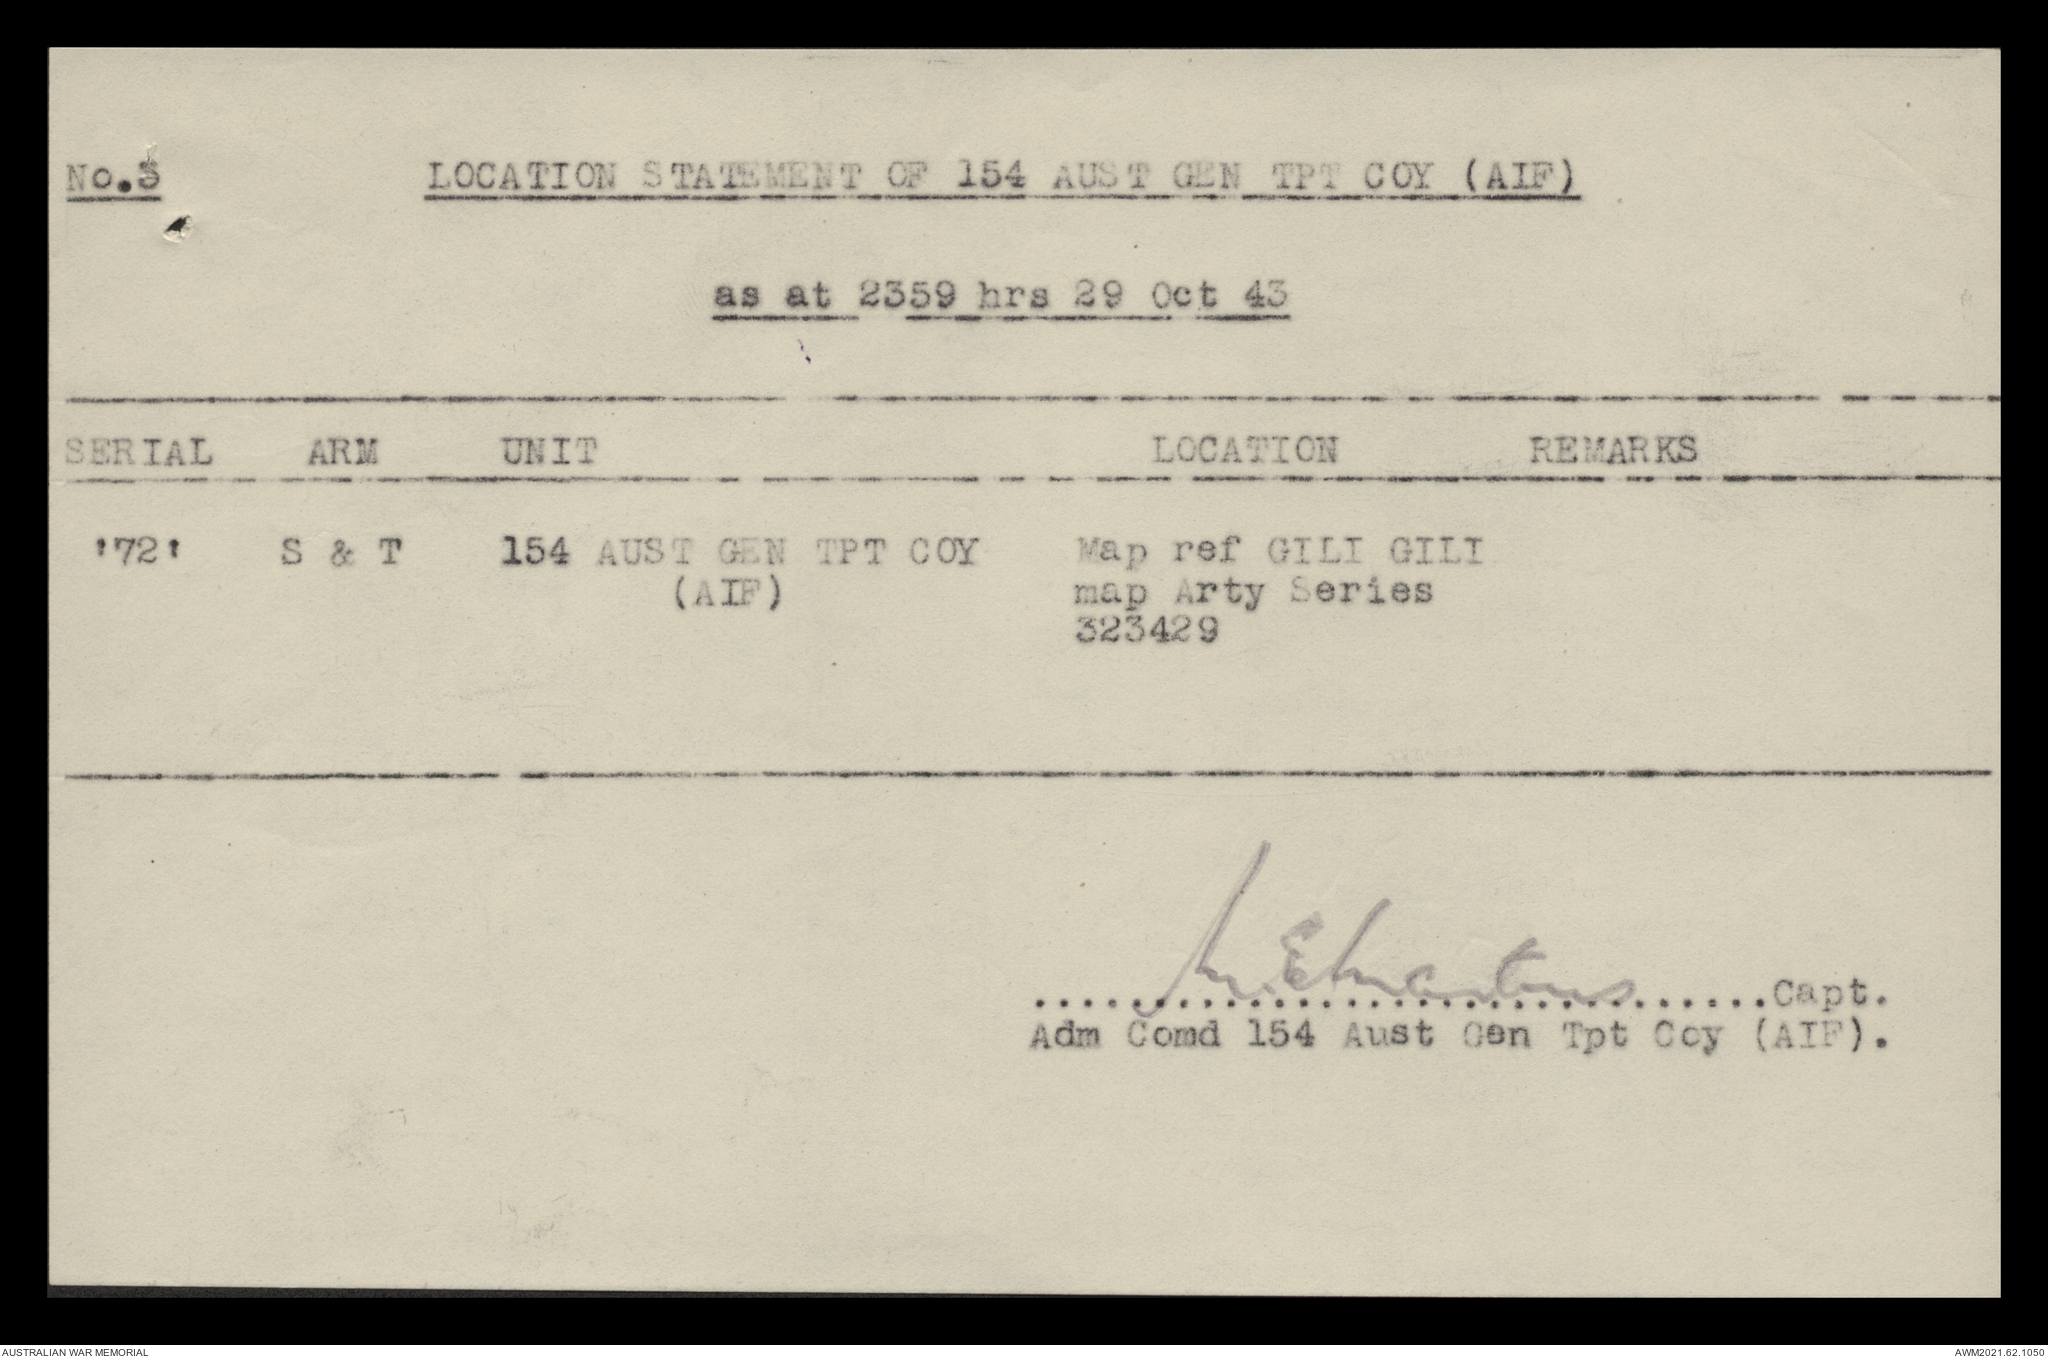 No.3 LOCATION STATEMENT OF 154 AUST GEN TPT COY (AIF)
as at 2359 hrs 29 Oct 43
SERIAL ARM UNIT LOCATION REMARKS
'72' S & T 154 AUST GEN TPT COY Map ref GILI GILI
(AIF) map Arty Series
323429
..............................Capt.
Adm Comd 154 Aust Gen Tpt Coy (AIF).
AUSTRALIAN WAR MEMORIAL AWM2021.62.1050